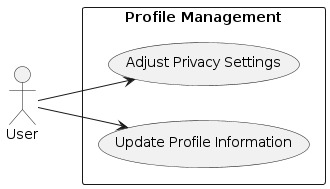 Profile Management
Adjust Privacy Settings
User
Update Profile Information